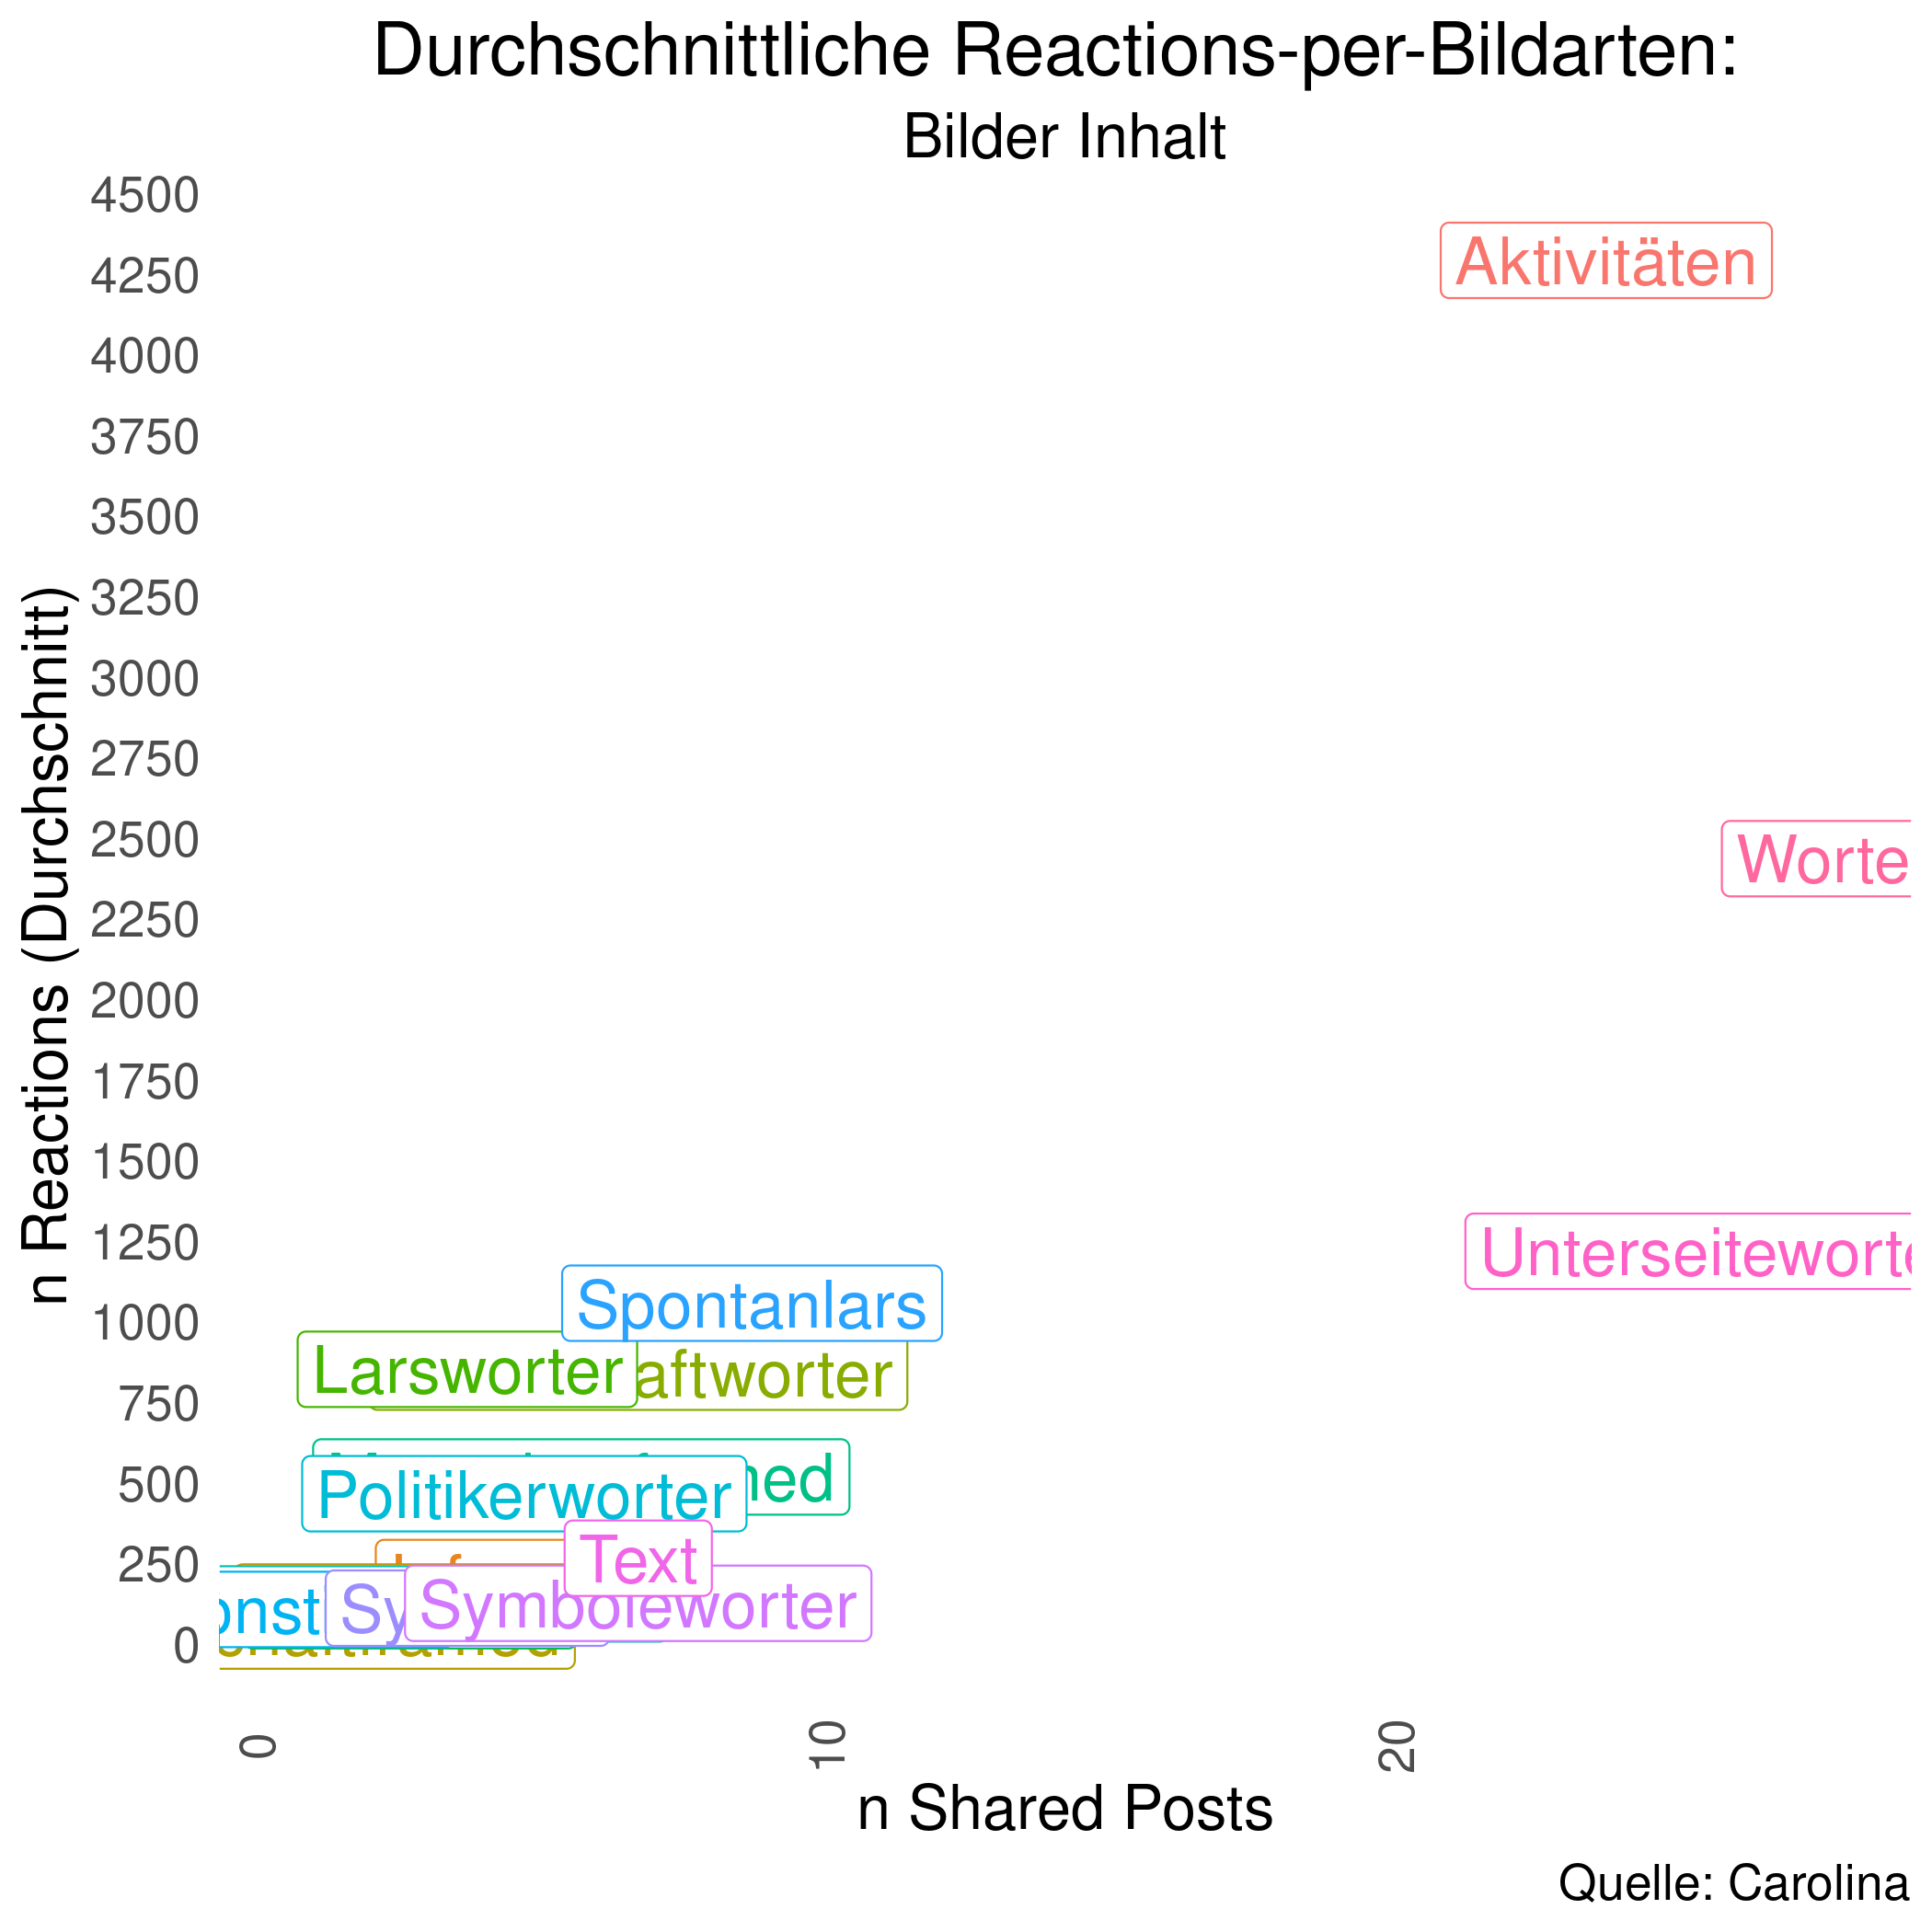 Durchschnittliche Reactions-per-Bildarten:
Bilder Inhalt
n Reactions (Durchschnitt)
4500
4250
4000
3750
3500
3250
3000
2750
2500
2250
2000
1750
1500
1250
1000
750
500
250
0
Aktivitäten
Worte
Unterseiteworte
Spontanlars
Larsworter
aftworter
Politikerworter
Text
Symboleworter
0
10
20
n Shared Posts
Quelle: Carolina